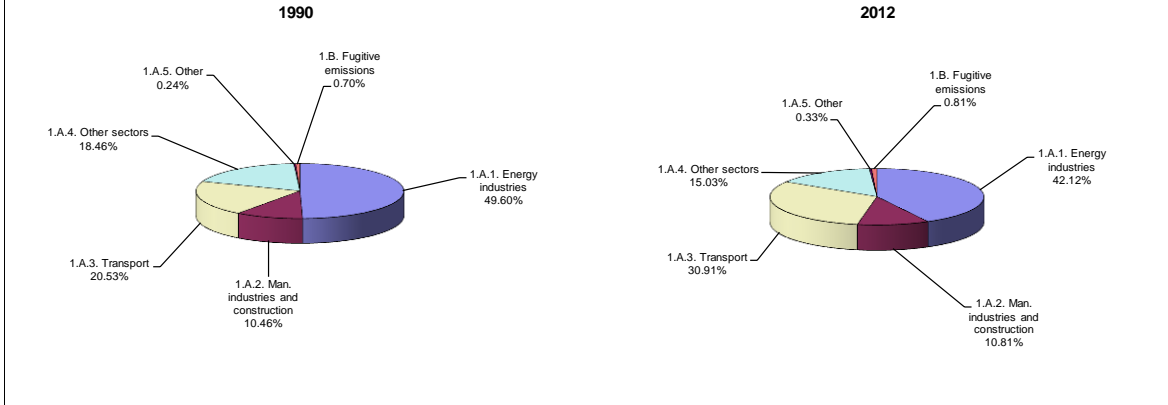 1990
1.A.5. Other
0.24%
1.B. Fugitive
emissions
0.70%
1.A.4. Other sectors
18.46%
1.A.1. Energy
industries
49.60%
1.A.3. Transport
20.53%
1.A.2. Man.
industries and
construction
10.46%
2012
1.B. Fugitive
emissions
0.81%
1.A.5. Other
0.33%
1.A.4. Other sectors
15.03%
1.A.1. Energy
industries
42.12%
1.A.3. Transport
30.91%
1.A.2. Man.
industries and
construction
10.81%